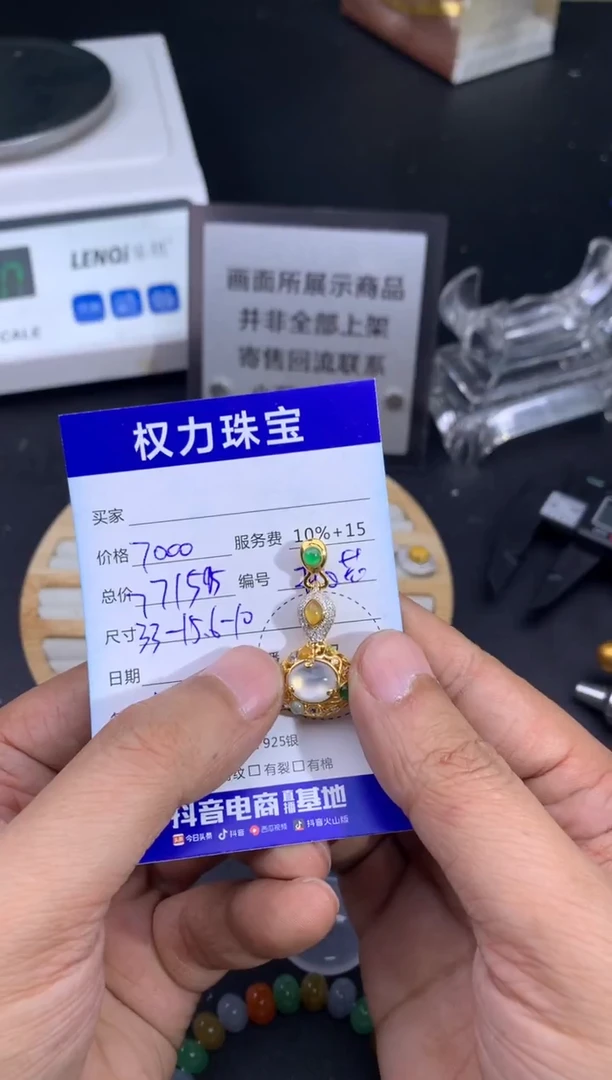 LENQi
SCALE
画面所展示商品
并非全部上架
寄售回流联系
权力珠宝
买家
价格 7000 服务费 10%+15
总价 编号
尺寸 33-15.6-10
日期
925银
纹□有裂□有棉
抖音电商直播基地
今日头条 抖音 西瓜视频 抖音火山版